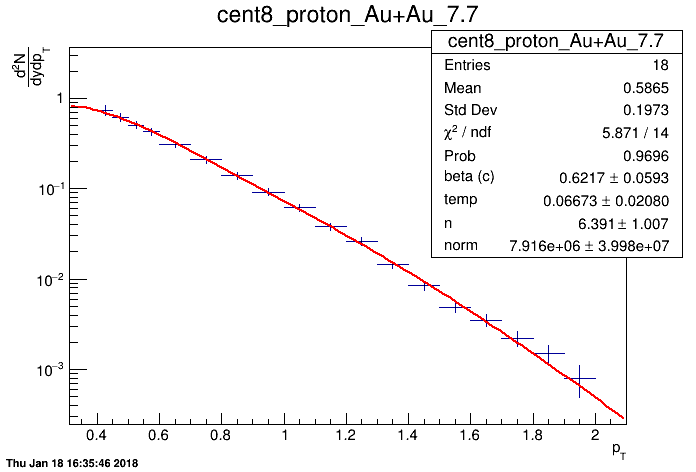 cent8_proton_Au+Au_7.7
cent8_proton_Au+Au_7.7
Entries 18
Mean 0.5865
Std Dev 0.1973
χ² / ndf 5.871 / 14
Prob 0.9696
beta (c) 0.6217 ± 0.0593
temp 0.06673 ± 0.02080
n 6.391 ± 1.007
norm 7.916e+06 ± 3.998e+07
d²N
dydp_T
1
10⁻¹
10⁻²
10⁻³
0.4 0.6 0.8 1 1.2 1.4 1.6 1.8 2
p_T
Thu Jan 18 16:35:46 2018